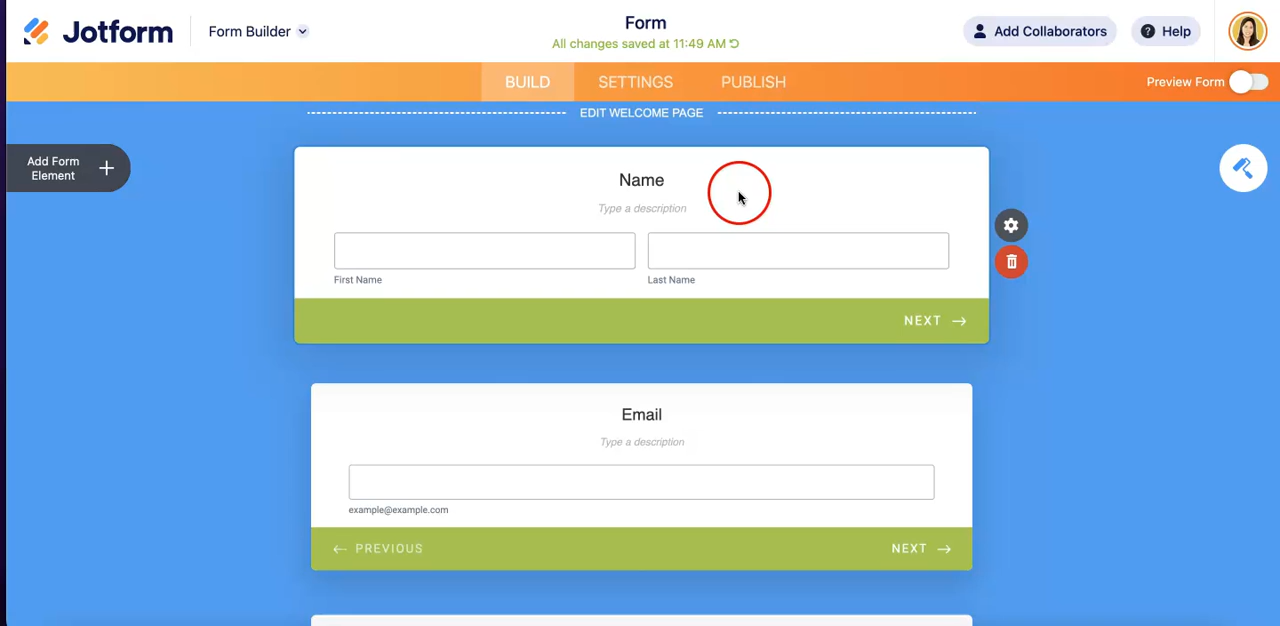 Jotform
Form Builder
Form
All changes saved at 11:49 AM
Add Collaborators
Help
BUILD
SETTINGS
PUBLISH
Preview Form
EDIT WELCOME PAGE
Add Form
Element
Name
Type a description
First Name
Last Name
NEXT
Email
Type a description
example@example.com
PREVIOUS
NEXT